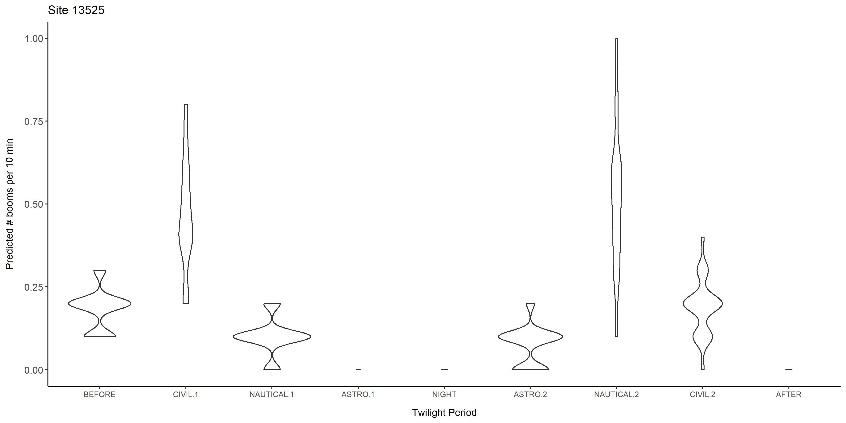 Site 13525
Predicted # booms per 10 min
1.00
0.75
0.50
0.25
0.00
BEFORE CIVIL.1 NAUTICAL.1 ASTRO.1 NIGHT ASTRO.2 NAUTICAL.2 CIVIL.2 AFTER
Twilight Period